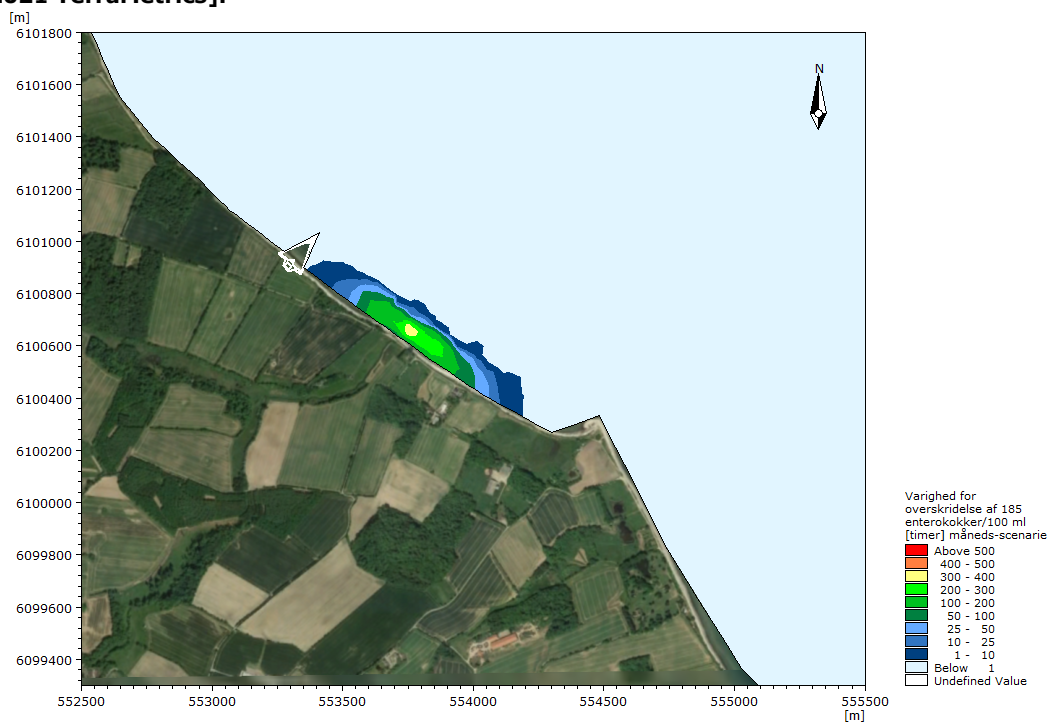 [m]
6101800
6101600
6101400
6101200
6101000
6100800
6100600
6100400
6100200
6100000
6099800
6099600
6099400
552500 553000 553500 554000 554500 555000 555500
[m]
N
Varighed for
overskridelse af 185
enterokokker/100 ml
[timer] måneds-scenarie
Above 500
400 - 500
300 - 400
200 - 300
100 - 200
50 - 100
25 - 50
10 - 25
1 - 10
Below 1
Undefined Value